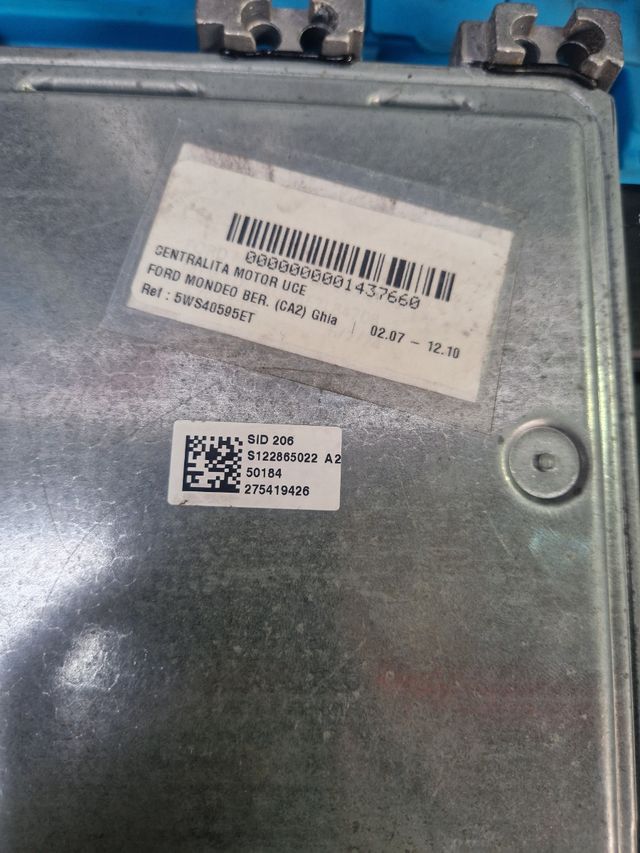 0000000001437660
CENTRALITA MOTOR UCE
FORD MONDEO BER. (CA2) Ghia | 02.07 - 12.10
Ref : 5WS40595ET
SID 206
S122865022 A2
50184
275419426